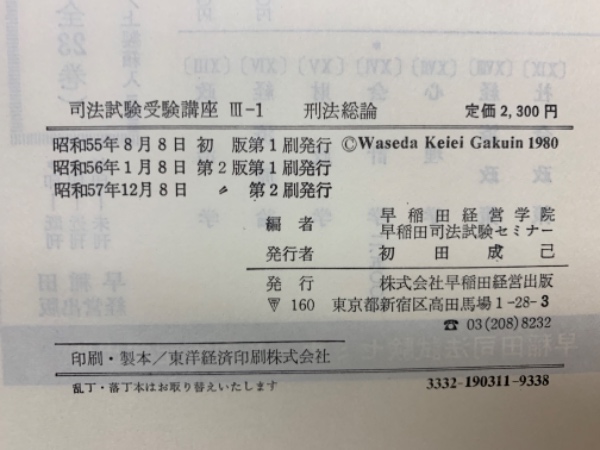 司法試験受験講座 Ⅲ-1 刑法総論 定価 2,300円
昭和55年8月8日 初 版第1刷発行 ©Waseda Keiei Gakuin 1980
昭和56年1月8日 第2版第1刷発行
昭和57年12月8日 〃 第2刷発行
編者 早稲田経営学院
早稲田司法試験セミナー
発行者 初田成己
発行 株式会社早稲田経営出版
〒160 東京都新宿区高田馬場1-28-3
☎ 03(208)8232
印刷・製本/東洋経済印刷株式会社
乱丁・落丁本はお取り替えいたします 3332-190311-9338